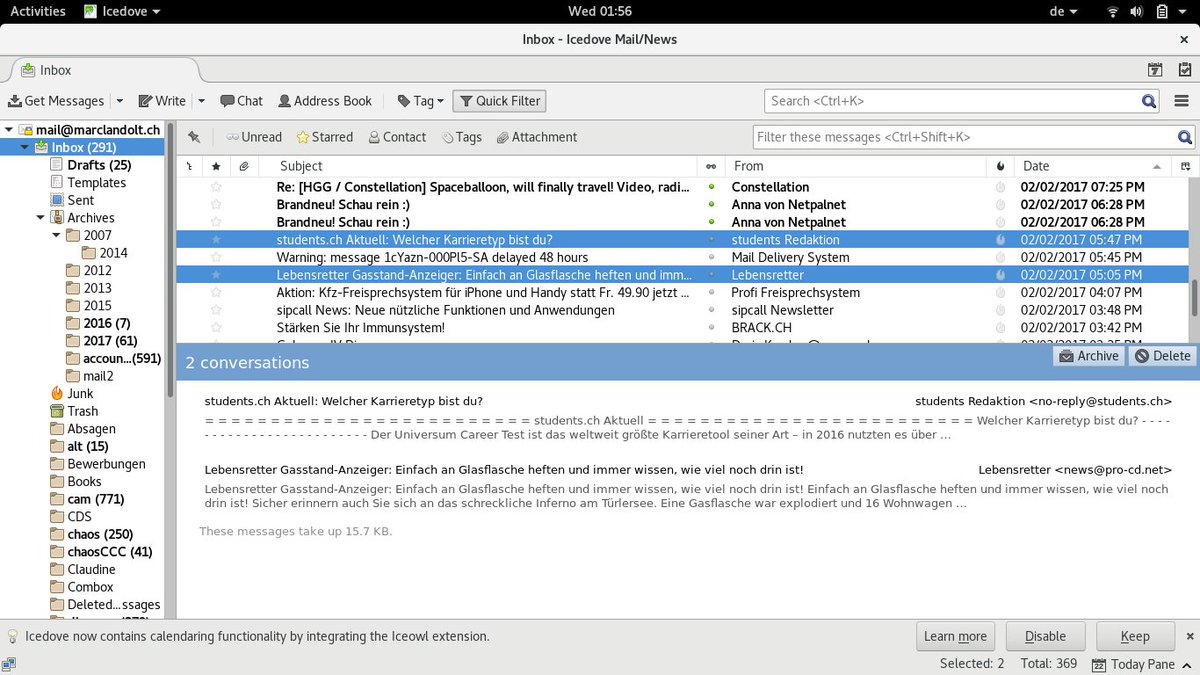 Activities Icedove Wed 01:56 de
Inbox - Icedove Mail/News
Inbox
Get Messages Write Chat Address Book Tag Quick Filter Search <Ctrl+K>
mail@marclandolt.ch
Inbox (291)
Drafts (25)
Templates
Sent
Archives
2007
2014
2012
2013
2015
2016 (7)
2017 (61)
accoun...(591)
mail2
Junk
Trash
Absagen
alt (15)
Bewerbungen
Books
cam (771)
CDS
chaos (250)
chaosCCC (41)
Claudine
Combox
Deleted...ssages
Unread Starred Contact Tags Attachment Filter these messages <Ctrl+Shift+K>
Subject From Date
Re: [HGG / Constellation] Spaceballoon, will finally travel! Video, radi... Constellation 02/02/2017 07:25 PM
Brandneu! Schau rein :) Anna von Netpalnet 02/02/2017 06:28 PM
Brandneu! Schau rein :) Anna von Netpalnet 02/02/2017 06:28 PM
students.ch Aktuell: Welcher Karrieretyp bist du? students Redaktion 02/02/2017 05:47 PM
Warning: message 1cYazn-000Pl5-SA delayed 48 hours Mail Delivery System 02/02/2017 05:45 PM
Lebensretter Gasstand-Anzeiger: Einfach an Glasflasche heften und imm... Lebensretter 02/02/2017 05:05 PM
Aktion: Kfz-Freisprechsystem für iPhone und Handy statt Fr. 49.90 jetzt ... Profi Freisprechsystem 02/02/2017 04:07 PM
sipcall News: Neue nützliche Funktionen und Anwendungen sipcall Newsletter 02/02/2017 03:48 PM
Stärken Sie Ihr Immunsystem! BRACK.CH 02/02/2017 03:42 PM
2 conversations Archive Delete
students.ch Aktuell: Welcher Karrieretyp bist du? students Redaktion <no-reply@students.ch>
= = = = = = = = = = = = = = = = = = = = = = = = = students.ch Aktuell = = = = = = = = = = = = = = = = = = = = = = = = = Welcher Karrieretyp bist du? - - - -
- - - - - - - - - - - - - - - - - - - - - Der Universum Career Test ist das weltweit größte Karrieretool seiner Art – in 2016 nutzten es über ...
Lebensretter Gasstand-Anzeiger: Einfach an Glasflasche heften und immer wissen, wie viel noch drin ist! Lebensretter <news@pro-cd.net>
Lebensretter Gasstand-Anzeiger: Einfach an Glasflasche heften und immer wissen, wie viel noch drin ist! Einfach an Glasflasche heften und immer wissen, wie viel noch
drin ist! Sicher erinnern auch Sie sich an das schreckliche Inferno am Türlersee. Eine Gasflasche war explodiert und 16 Wohnwagen ...
These messages take up 15.7 KB.
Icedove now contains calendaring functionality by integrating the Iceowl extension. Learn more Disable Keep
Selected: 2 Total: 369 22 Today Pane